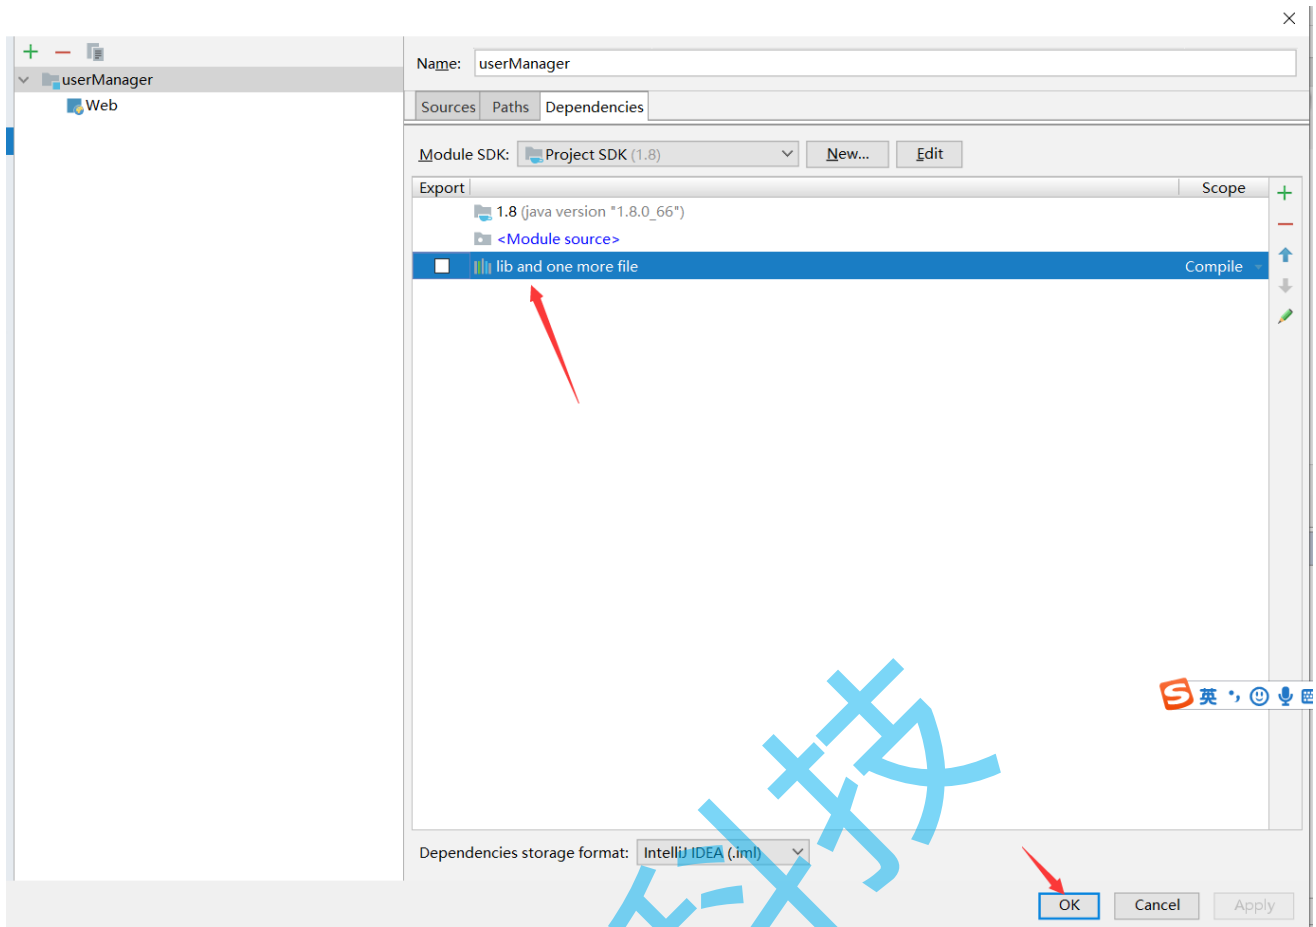 userManager
Web
Name: userManager
Sources Paths Dependencies
Module SDK: Project SDK (1.8) New... Edit
Export Scope
1.8 (java version "1.8.0_66")
<Module source>
lib and one more file Compile
英
Dependencies storage format: IntelliJ IDEA (.iml)
科技
OK Cancel Apply